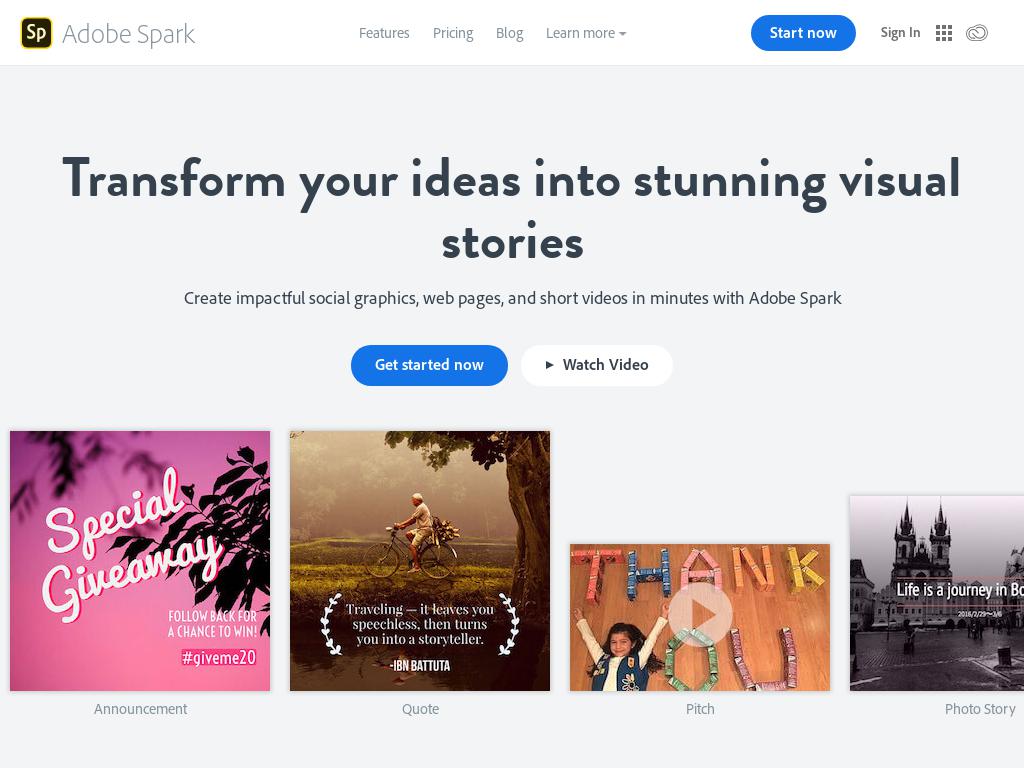 Sp Adobe Spark
Features Pricing Blog Learn more
Start now Sign In
Transform your ideas into stunning visual
stories
Create impactful social graphics, web pages, and short videos in minutes with Adobe Spark
Get started now Watch Video
Special
Giveaway
FOLLOW BACK FOR
A CHANCE TO WIN!
#giveme20
Announcement
Traveling — it leaves you
speechless, then turns
you into a storyteller.
-IBN BATTUTA
Quote
THANK
YOU
Pitch
Life is a journey in
2016/2/29〜3/6
Photo Story